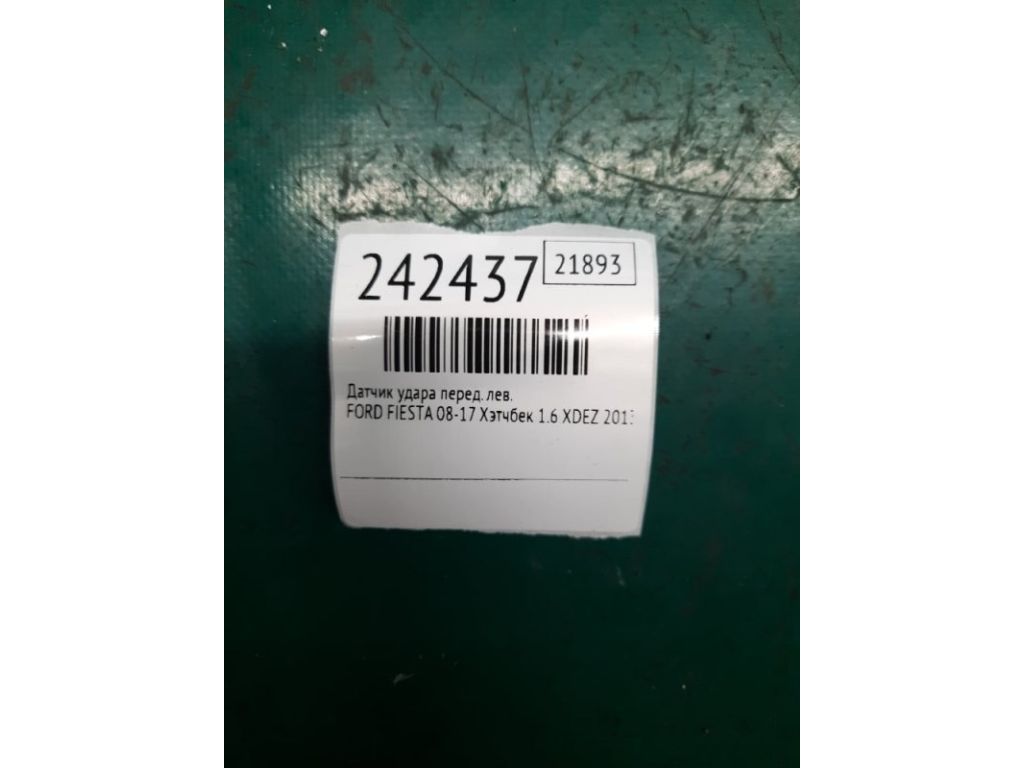 242437 21893
Датчик удара перед. лев.
FORD FIESTA 08-17 Хэтчбек 1.6 XDEZ